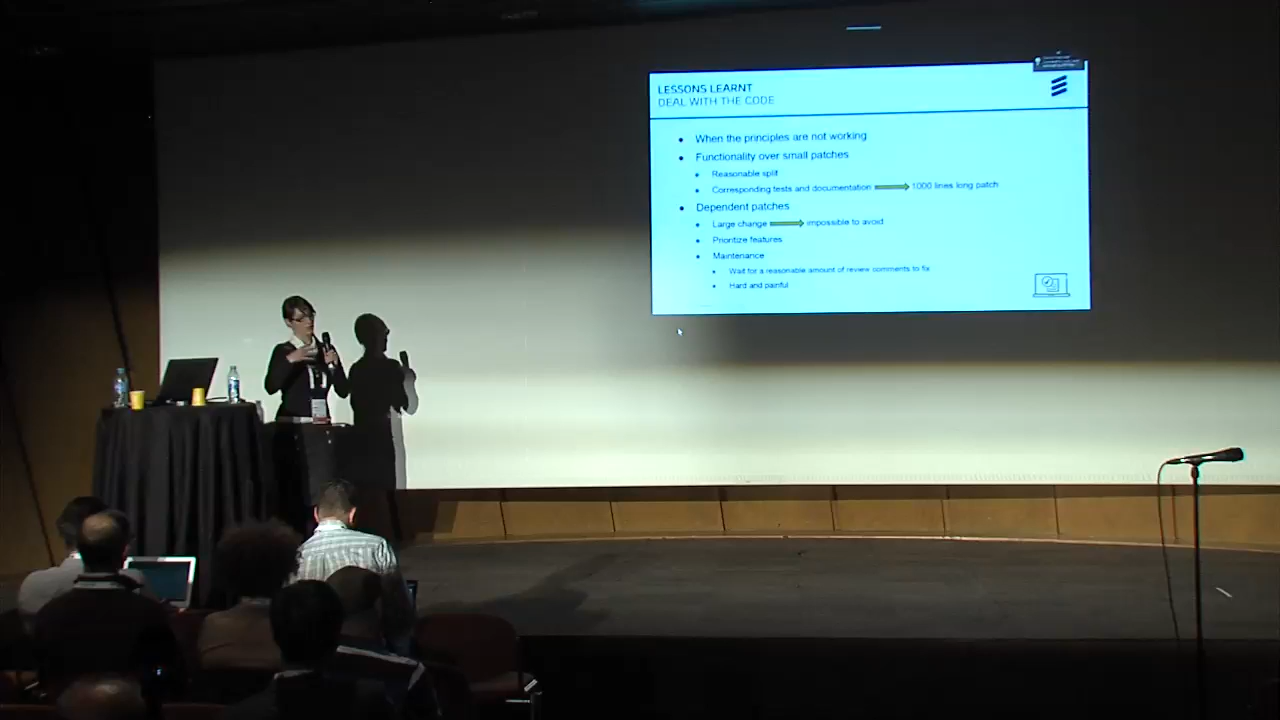 LESSONS LEARNT
DEAL WITH THE CODE
When the principles are not working
Functionality over small patches
Reasonable split
Corresponding tests and documentation 1000 lines long patch
Dependent patches
Large change impossible to avoid
Prioritize features
Maintenance
Wait for a reasonable amount of review comments to fix
Hard and painful